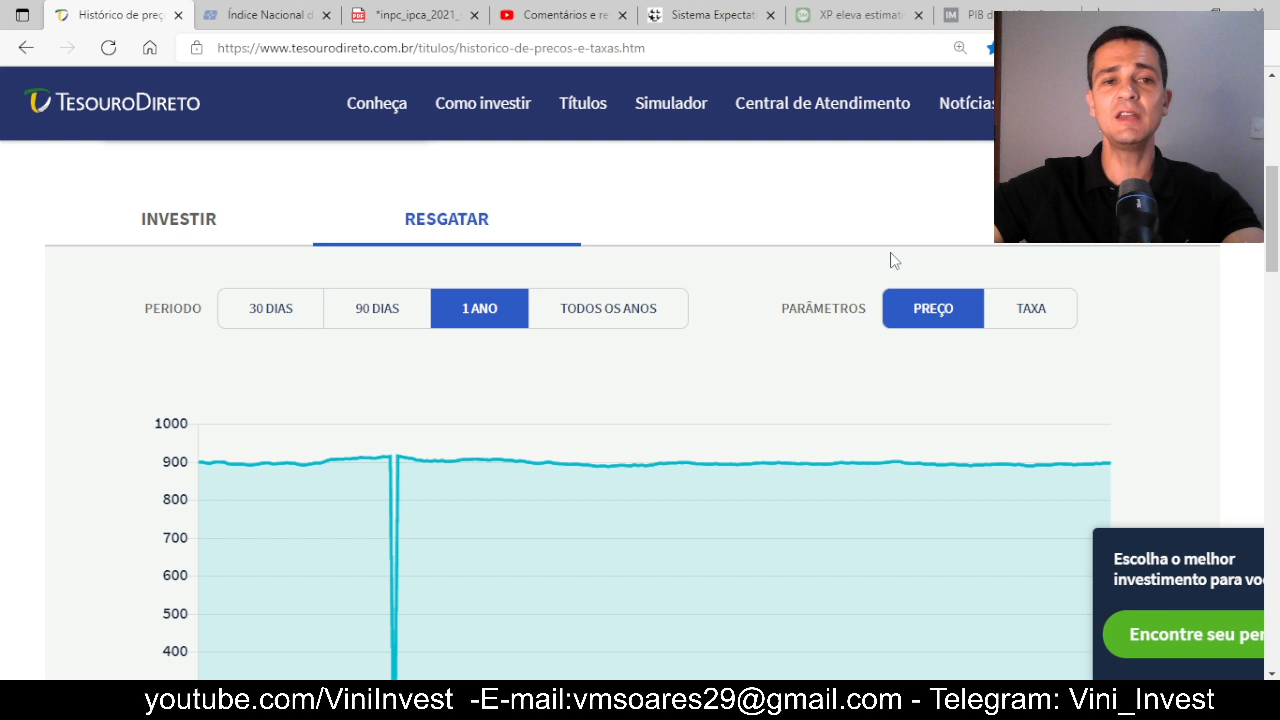 Histórico de preç
Índice Nacional d
*inpc_ipca_2021_
Comentários e re
Sistema Expectat
XP eleva estimati
PIB d
https://www.tesourodireto.com.br/titulos/historico-de-precos-e-taxas.htm
TESOURODIRETO
Conheça
Como investir
Títulos
Simulador
Central de Atendimento
Notícias
INVESTIR
RESGATAR
PERIODO
30 DIAS
90 DIAS
1 ANO
TODOS OS ANOS
PARÂMETROS
PREÇO
TAXA
1000
900
800
700
600
500
400
Escolha o melhor
investimento para vo
Encontre seu per
youtube.com/ViniInvest -E-mail:vmsoares29@gmail.com - Telegram: Vini_Invest